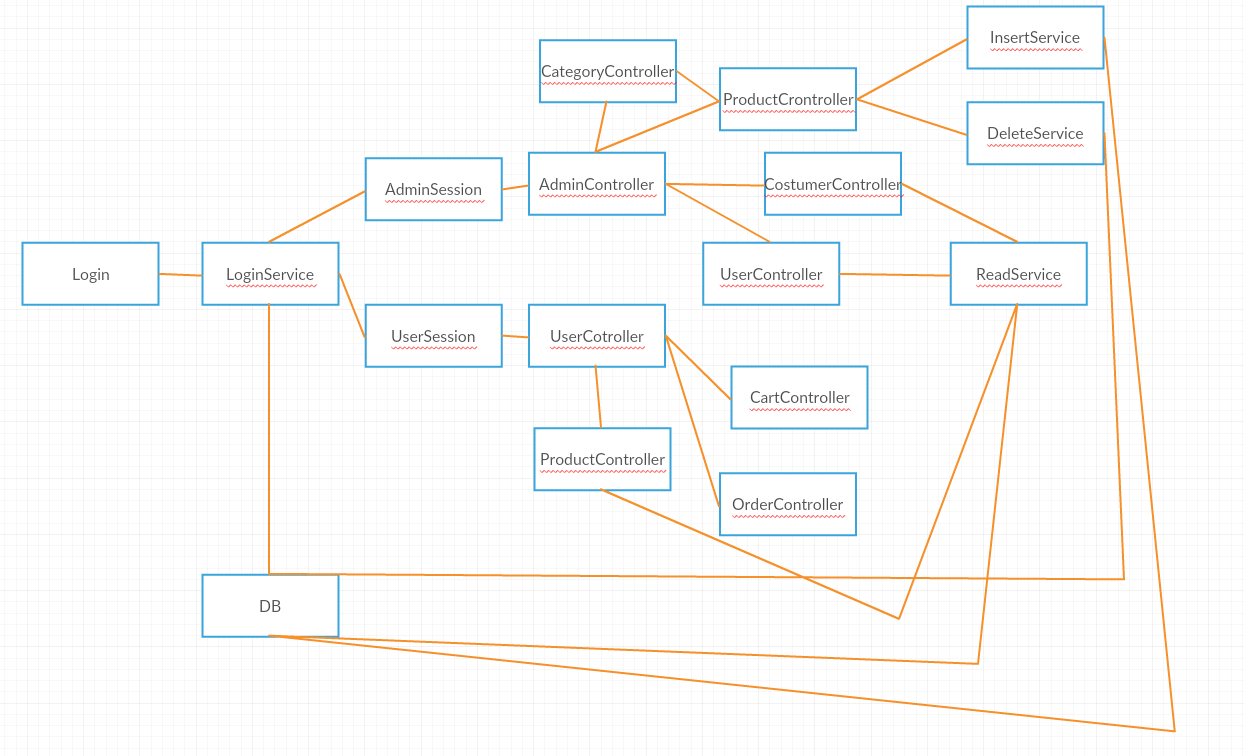 InsertService
CategoryController
ProductCrontroller
DeleteService
AdminSession
AdminController
CostumerController
Login
LoginService
UserController
ReadService
UserSession
UserCotroller
CartController
ProductController
OrderController
DB